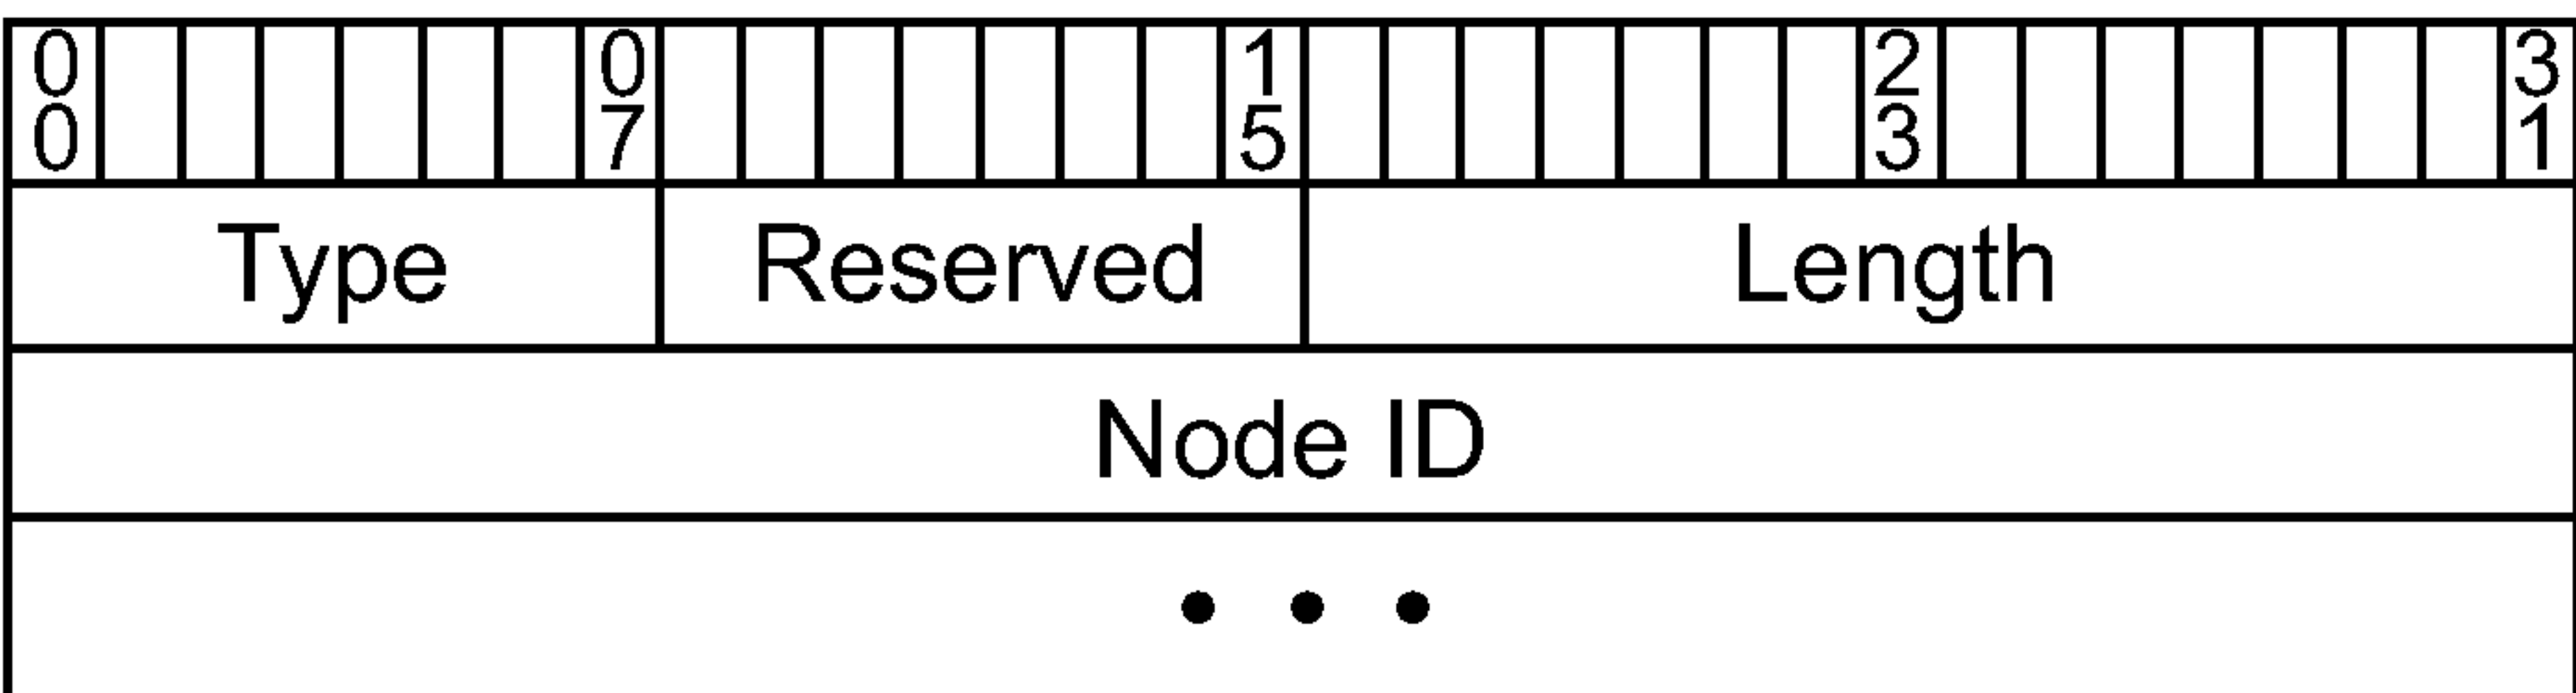 0 0 1 2 3
0 7 5 3 1
Type Reserved Length
Node ID
• • •